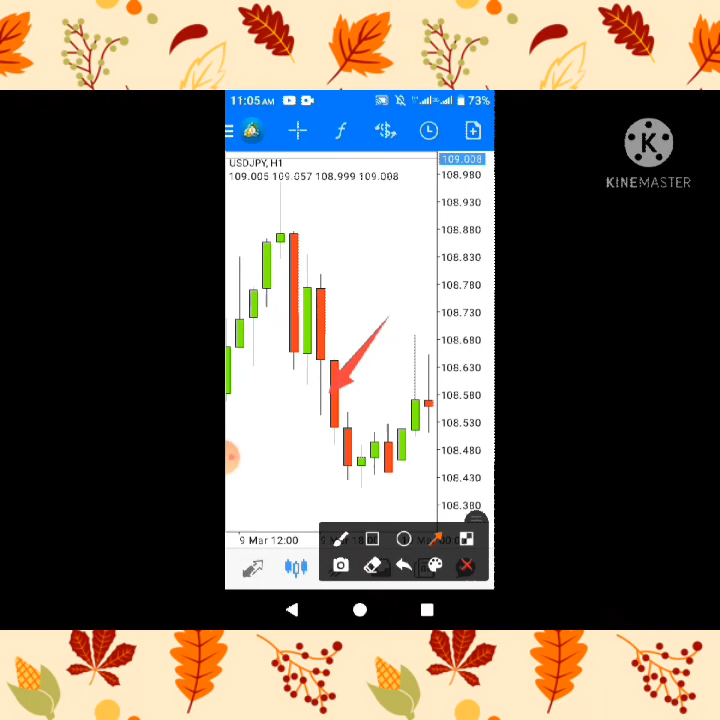 11:05AM 73%
KINEMASTER
109.008
USDJPY, H1
109.005 109.057 108.999 109.008
108.980
108.930
108.880
108.830
108.780
108.730
108.680
108.630
108.580
108.530
108.480
108.430
108.380
9 Mar 12:00